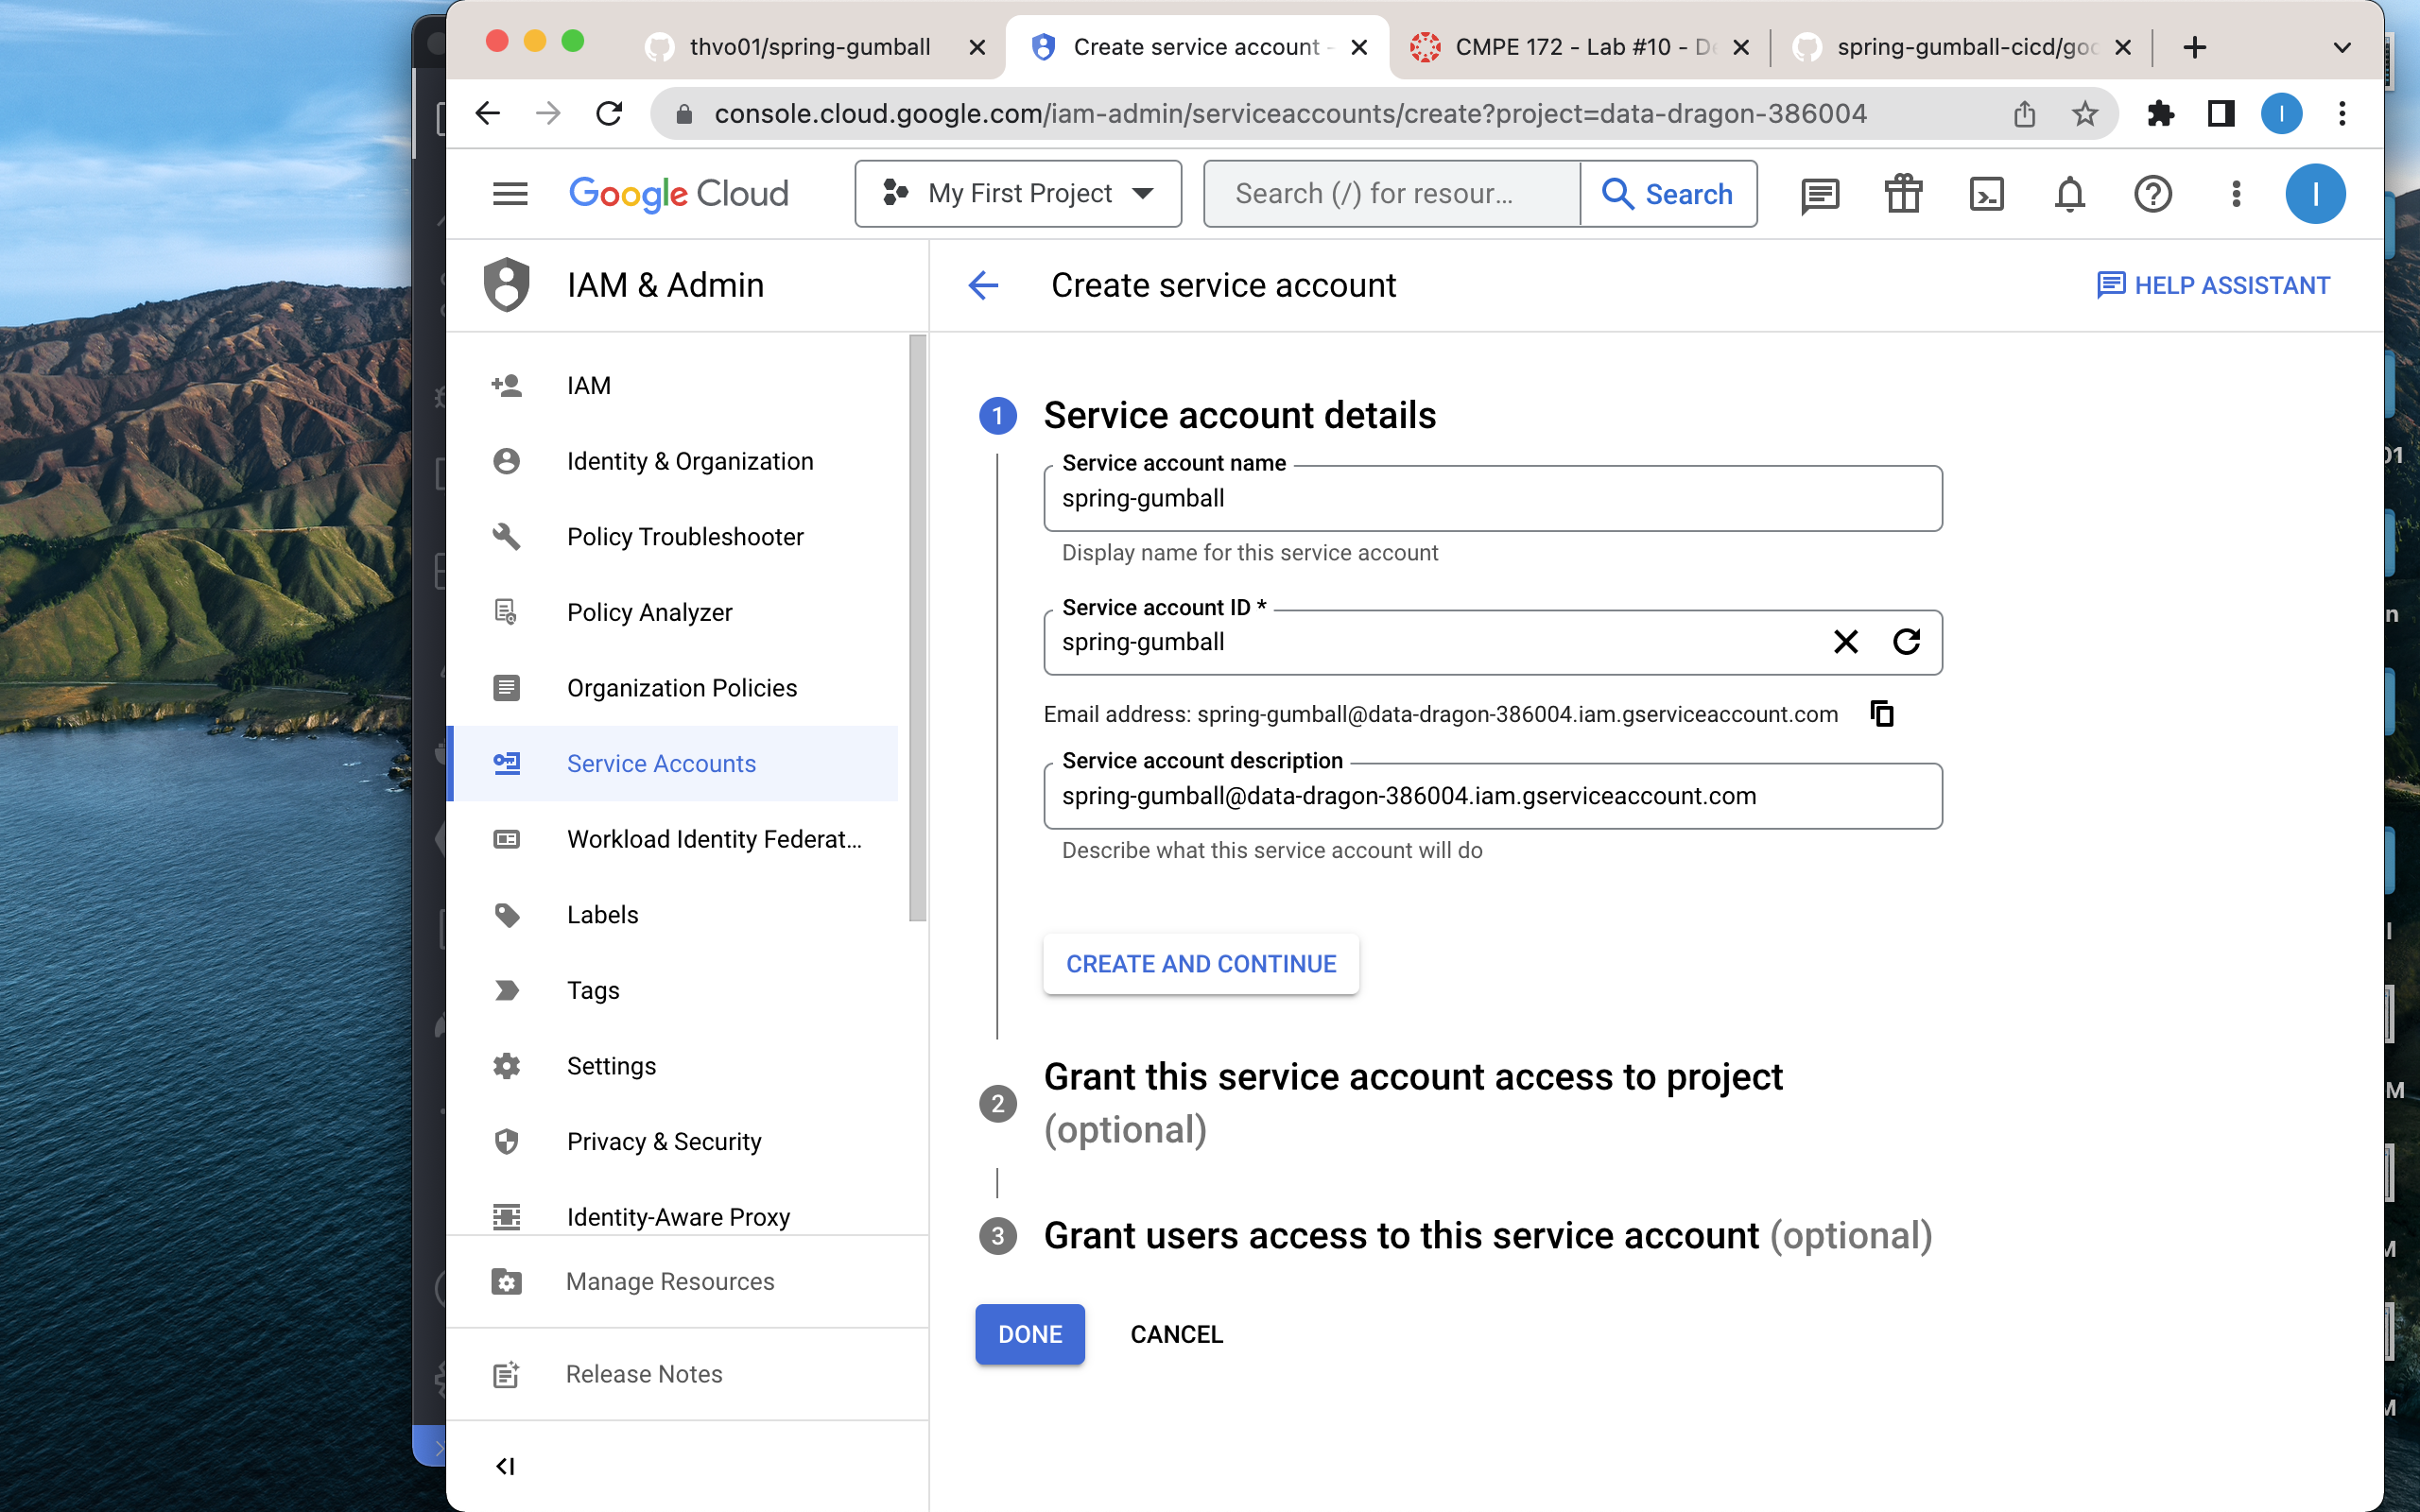 thvo01/spring-gumball
Create service account -
CMPE 172 - Lab #10 - De
spring-gumball-cicd/goo
console.cloud.google.com/iam-admin/serviceaccounts/create?project=data-dragon-386004
I
Google Cloud
My First Project
Search (/) for resour...
Search
I
IAM & Admin
Create service account
HELP ASSISTANT
IAM
Identity & Organization
Policy Troubleshooter
Policy Analyzer
Organization Policies
Service Accounts
Workload Identity Federat...
Labels
Tags
Settings
Privacy & Security
Identity-Aware Proxy
Manage Resources
Release Notes
1 Service account details
Service account name
spring-gumball
Display name for this service account
Service account ID *
spring-gumball
Email address: spring-gumball@data-dragon-386004.iam.gserviceaccount.com
Service account description
spring-gumball@data-dragon-386004.iam.gserviceaccount.com
Describe what this service account will do
CREATE AND CONTINUE
2 Grant this service account access to project
(optional)
3 Grant users access to this service account (optional)
DONE
CANCEL